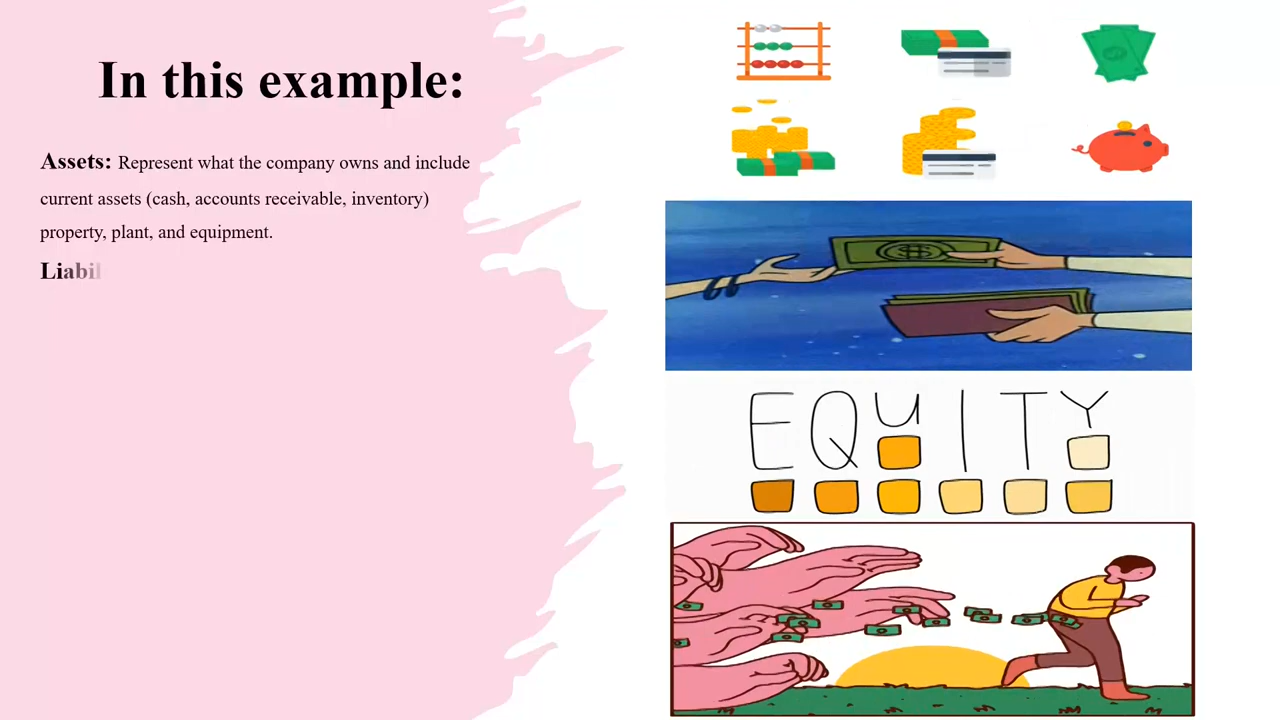 In this example:
Assets: Represent what the company owns and include
current assets (cash, accounts receivable, inventory)
property, plant, and equipment.
EQUITY